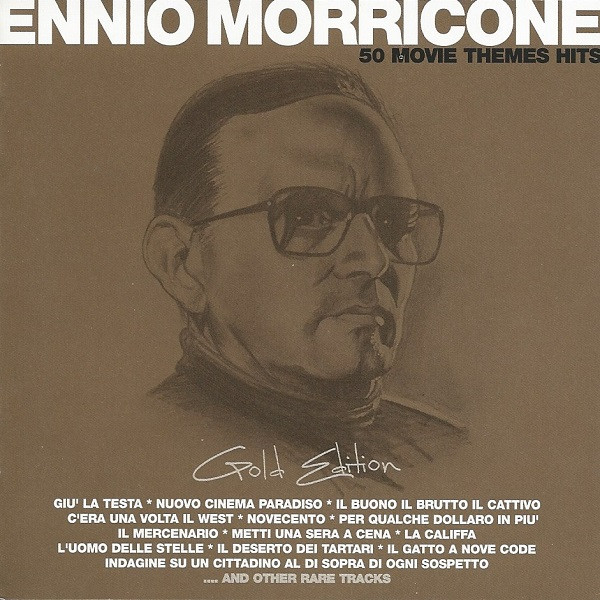 ENNIO MORRICONE
50 MOVIE THEMES HITS
Gold Edition
GIU' LA TESTA * NUOVO CINEMA PARADISO * IL BUONO IL BRUTTO IL CATTIVO
C'ERA UNA VOLTA IL WEST * NOVECENTO * PER QUALCHE DOLLARO IN PIU'
IL MERCENARIO * METTI UNA SERA A CENA * LA CALIFFA
L'UOMO DELLE STELLE * IL DESERTO DEI TARTARI * IL GATTO A NOVE CODE
INDAGINE SU UN CITTADINO AL DI SOPRA DI OGNI SOSPETTO
.... AND OTHER RARE TRACKS